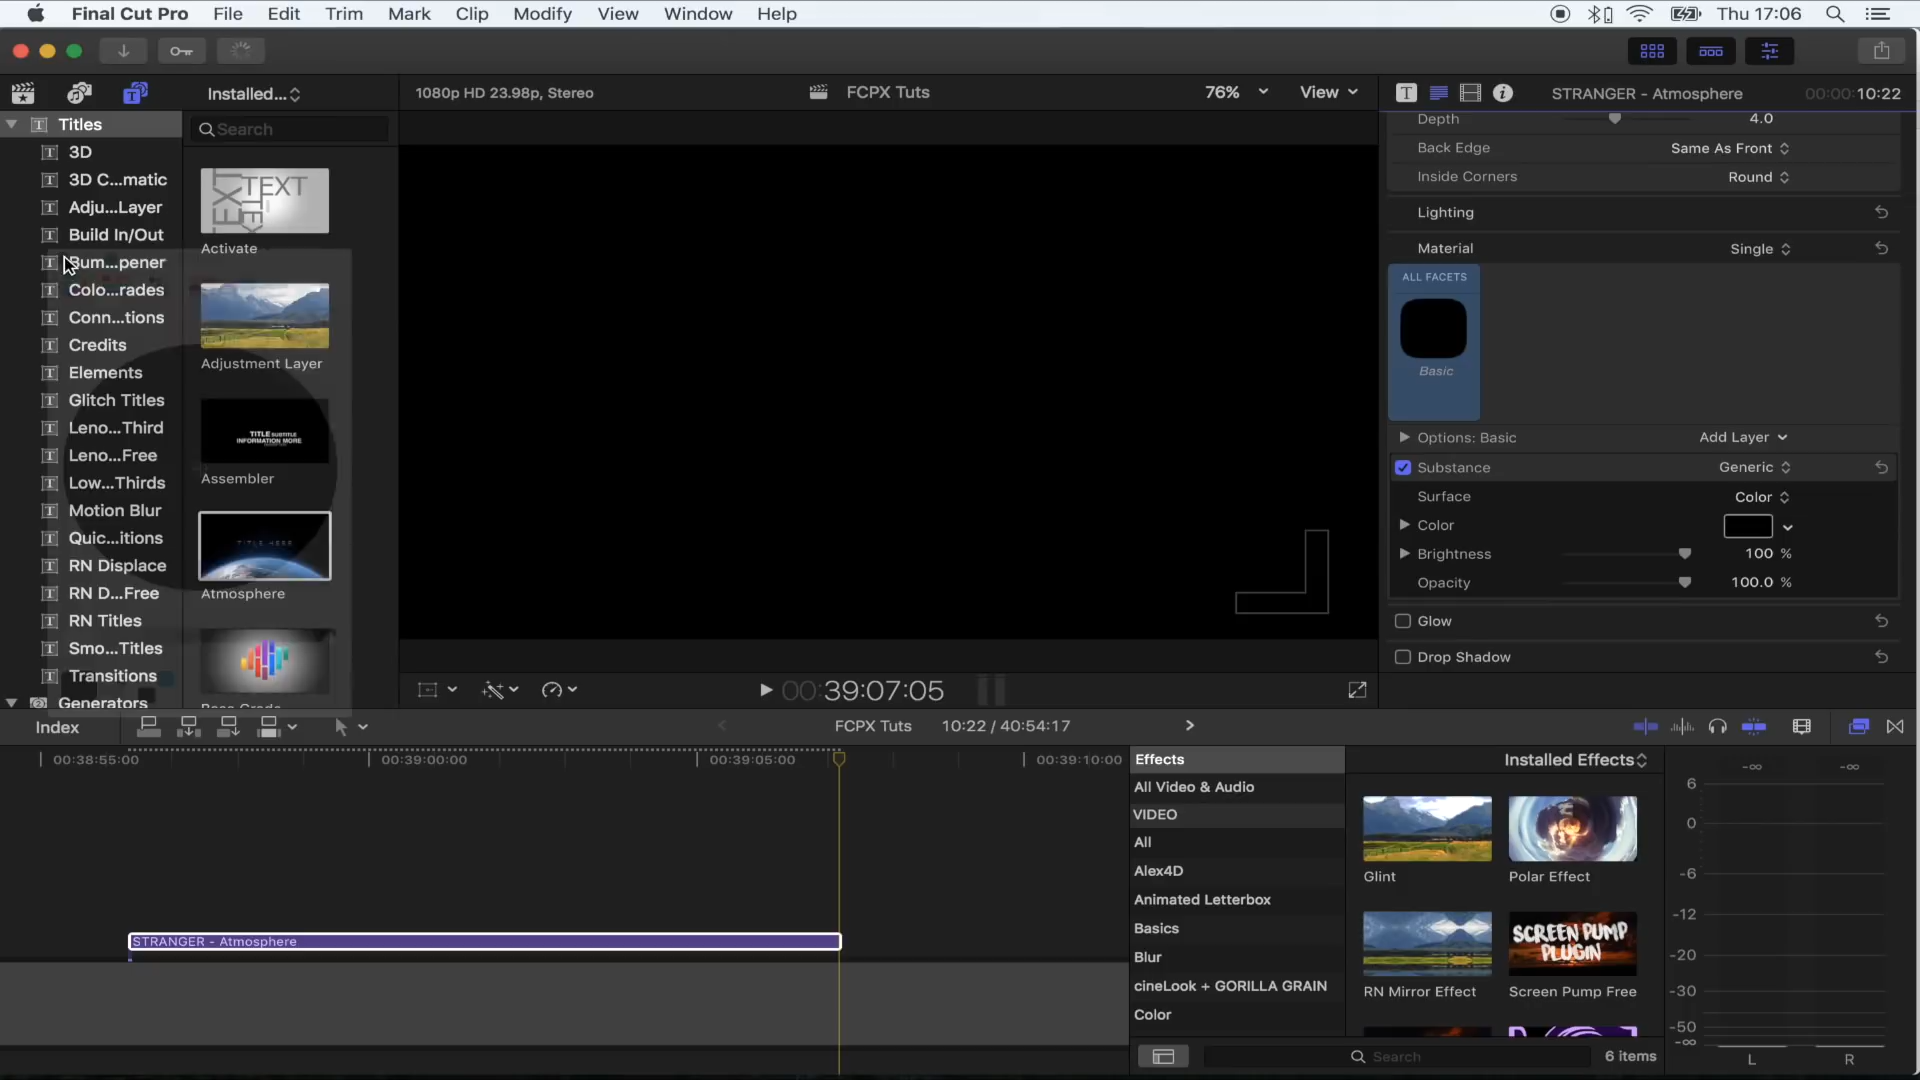 Final Cut Pro File Edit Trim Mark Clip Modify View Window Help Thu 17:06
Installed... 1080p HD 23.98p, Stereo FCPX Tuts 76% View STRANGER - Atmosphere 00:00:10:22
Titles
Search
3D
3D C...matic
Adju...Layer
Build In/Out
Bum...pener
Colo...rades
Conn...tions
Credits
Elements
Glitch Titles
Leno...Third
Leno...Free
Low...Thirds
Motion Blur
Quic...itions
RN Displace
RN D...Free
RN Titles
Smo...Titles
Transitions
Generators
TEXT
Activate
Adjustment Layer
TITLE SUBTITLE
INFORMATION MORE
Assembler
TITLE HERE
Atmosphere
Depth 4.0
Back Edge Same As Front
Inside Corners Round
Lighting
Material Single
ALL FACETS
Basic
Options: Basic Add Layer
Substance Generic
Surface Color
Color
Brightness 100 %
Opacity 100.0 %
Glow
Drop Shadow
00:39:07:05
Index FCPX Tuts 10:22 / 40:54:17
00:38:55:00 00:39:00:00 00:39:05:00 00:39:10:00
STRANGER - Atmosphere
Effects
All Video & Audio
VIDEO
All
Alex4D
Animated Letterbox
Basics
Blur
cineLook + GORILLA GRAIN
Color
Installed Effects
Glint
Polar Effect
RN Mirror Effect
SCREEN PUMP
PLUGIN
Screen Pump Free
Search 6 items
-∞ -∞
6
0
-6
-12
-20
-30
-50
-∞
L R